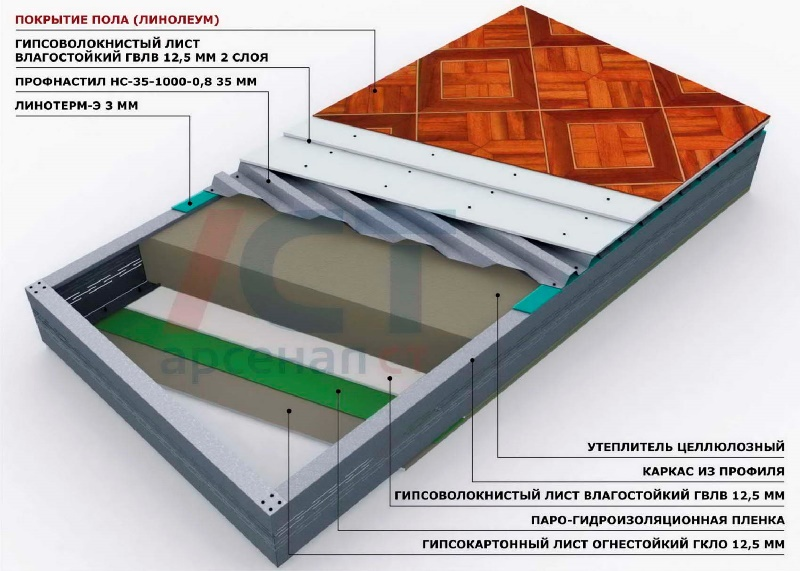 ПОКРЫТИЕ ПОЛА (ЛИНОЛЕУМ)
ГИПСОВОЛОКНИСТЫЙ ЛИСТ
ВЛАГОСТОЙКИЙ ГВЛВ 12,5 ММ 2 СЛОЯ
ПРОФНАСТИЛ НС-35-1000-0,8 35 ММ
ЛИНОТЕРМ-Э 3 ММ
/СТ
арсенал ст
УТЕПЛИТЕЛЬ ЦЕЛЛЮЛОЗНЫЙ
КАРКАС ИЗ ПРОФИЛЯ
ГИПСОВОЛОКНИСТЫЙ ЛИСТ ВЛАГОСТОЙКИЙ ГВЛВ 12,5 ММ
ПАРО-ГИДРОИЗОЛЯЦИОННАЯ ПЛЕНКА
ГИПСОКАРТОННЫЙ ЛИСТ ОГНЕСТОЙКИЙ ГКЛО 12,5 ММ